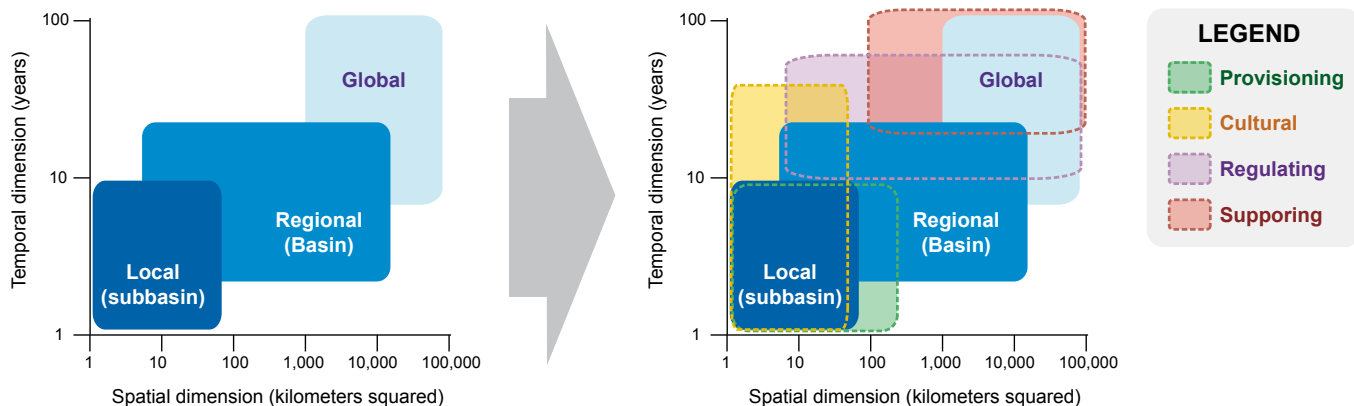 100
10
1
Temporal dimension (years)
Global
Regional
(Basin)
Local
(subbasin)
1
10
100
1,000
10,000
100,000
Spatial dimension (kilometers squared)
100
10
1
Temporal dimension (years)
Global
Regional
(Basin)
Local
(subbasin)
1
10
100
1,000
10,000
100,000
Spatial dimension (kilometers squared)
LEGEND
Provisioning
Cultural
Regulating
Supporing